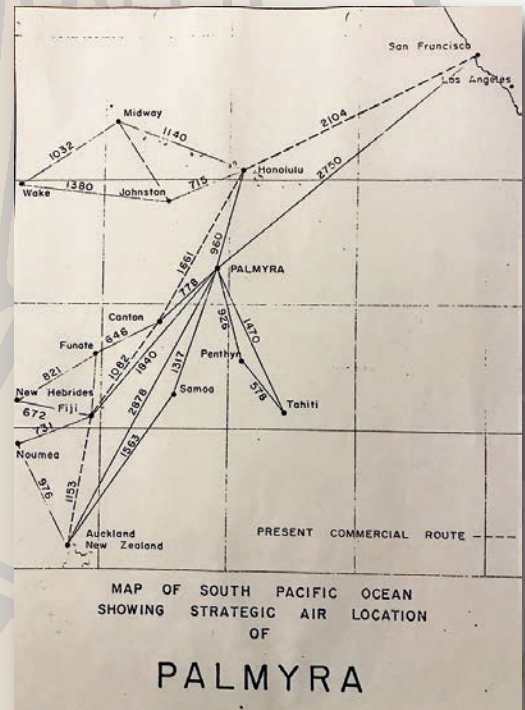 San Francisco
Los Angeles
2104
Midway
1140
1032
2750
Honolulu
715
1380
Wake
Johnston
960
1661
PALMYRA
778
Canton
646
926
1470
Funate
Penthyn
821
1082
1840
1317
578
New Hebrides
Samoa
Fiji
672
2878
Tahiti
731
1563
Noumea
976
1153
Auckland
New Zealand
PRESENT COMMERCIAL ROUTE
MAP OF SOUTH PACIFIC OCEAN
SHOWING STRATEGIC AIR LOCATION
OF
PALMYRA